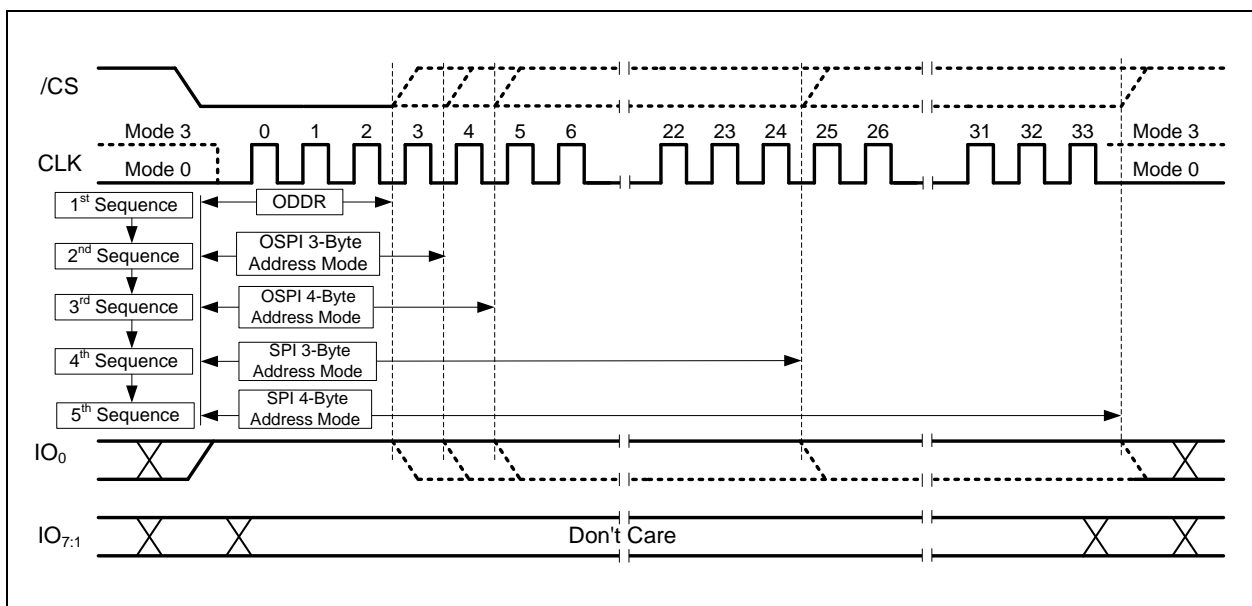 /CS
Mode 3
0 1 2 3 4 5 6 22 23 24 25 26 31 32 33
Mode 3
CLK
Mode 0
Mode 0
1st Sequence
ODDR
2nd Sequence
OSPI 3-Byte
Address Mode
3rd Sequence
OSPI 4-Byte
Address Mode
4th Sequence
SPI 3-Byte
Address Mode
5th Sequence
SPI 4-Byte
Address Mode
IO0
IO7:1
Don't Care